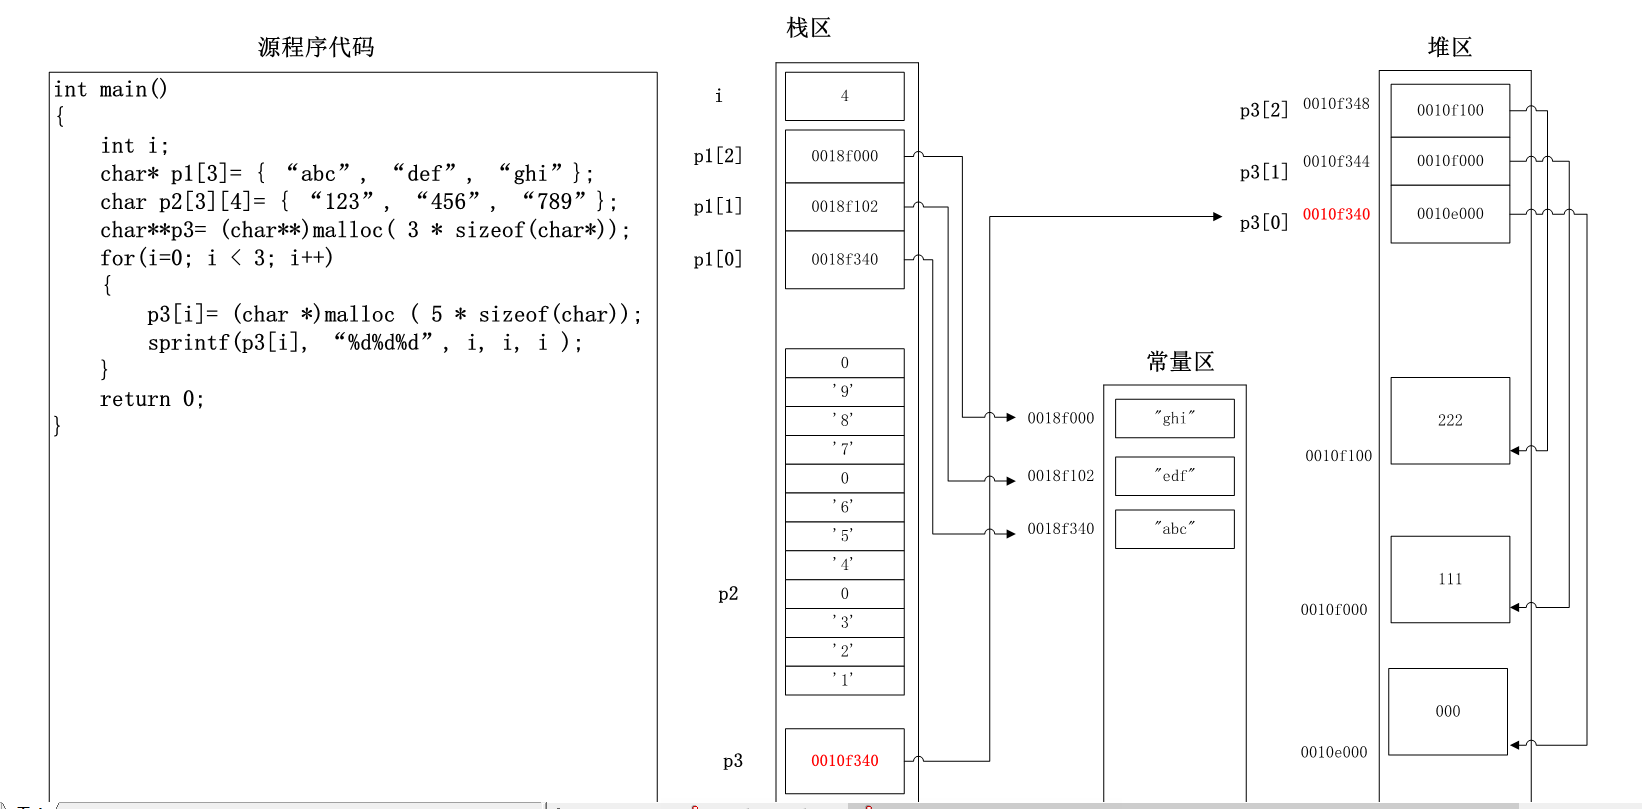 源程序代码
int main()
{
int i;
char* p1[3]= { “abc”, “def”, “ghi”};
char p2[3][4]= { “123”, “456”, “789”};
char**p3= (char**)malloc( 3 * sizeof(char*));
for(i=0; i < 3; i++)
{
p3[i]= (char *)malloc ( 5 * sizeof(char));
sprintf(p3[i], “%d%d%d”, i, i, i );
}
return 0;
}
栈区
i
4
p1[2]
0018f000
p1[1]
0018f102
p1[0]
0018f340
0
'9'
'8'
'7'
0
'6'
'5'
'4'
p2
0
'3'
'2'
'1'
p3
0010f340
常量区
0018f000
"ghi"
0018f102
"edf"
0018f340
"abc"
堆区
p3[2]
0010f348
0010f100
p3[1]
0010f344
0010f000
p3[0]
0010f340
0010e000
222
0010f100
111
0010f000
000
0010e000